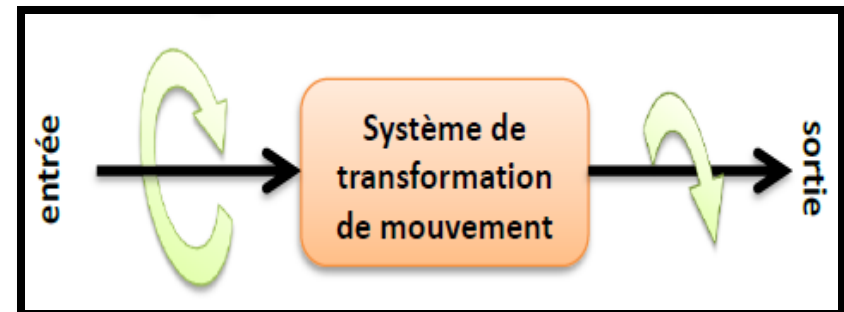 entrée
Système de
transformation
de mouvement
sortie